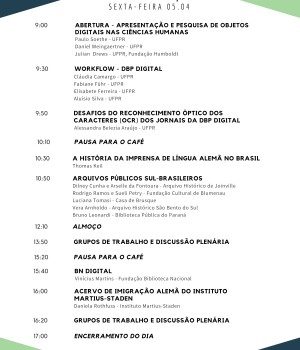 SEXTA-FEIRA 05.04
9:00 ABERTURA - APRESENTAÇÃO E PESQUISA DE OBJETOS
DIGITAIS NAS CIÊNCIAS HUMANAS
Paulo Soethe - UFPR
Daniel Weingaertner - UFPR
Julian Drews - UFPR, Fundação Humboldt
9:30 WORKFLOW - DBP DIGITAL
Cláudia Camargo - UFPR
Fabiane Führ - UFPR
Elisabete Ferreira - UFPR
Aluísio Silva - UFPR
9:50 DESAFIOS DO RECONHECIMENTO ÓPTICO DOS
CARACTERES (OCR) DOS JORNAIS DA DBP DIGITAL
Alessandra Belezia Araújo - UFPR
10:10 PAUSA PARA O CAFÉ
10:30 A HISTÓRIA DA IMPRENSA DE LÍNGUA ALEMÃ NO BRASIL
Thomas Keil
10:50 ARQUIVOS PÚBLICOS SUL-BRASILEIROS
Dilney Cunha e Arselle da Fontoura - Arquivo Histórico de Joinville
Rodrigo Ramos e Sueli Petry - Fundação Cultural de Blumenau
Luciana Tomasi - Casa de Brusque
Vera Arnholdo - Arquivo Histórico São Bento do Sul
Bruno Leonardi - Biblioteca Pública do Paraná
12:10 ALMOÇO
13:50 GRUPOS DE TRABALHO E DISCUSSÃO PLENÁRIA
15:20 PAUSA PARA O CAFÉ
15:40 BN DIGITAL
Vinicius Martins - Fundação Biblioteca Nacional
16:00 ACERVO DE IMIGRAÇÃO ALEMÃ DO INSTITUTO
MARTIUS-STADEN
Daniela Rothfuss - Instituto Martius-Staden
16:20 GRUPOS DE TRABALHO E DISCUSSÃO PLENÁRIA
17:00 ENCERRAMENTO DO DIA